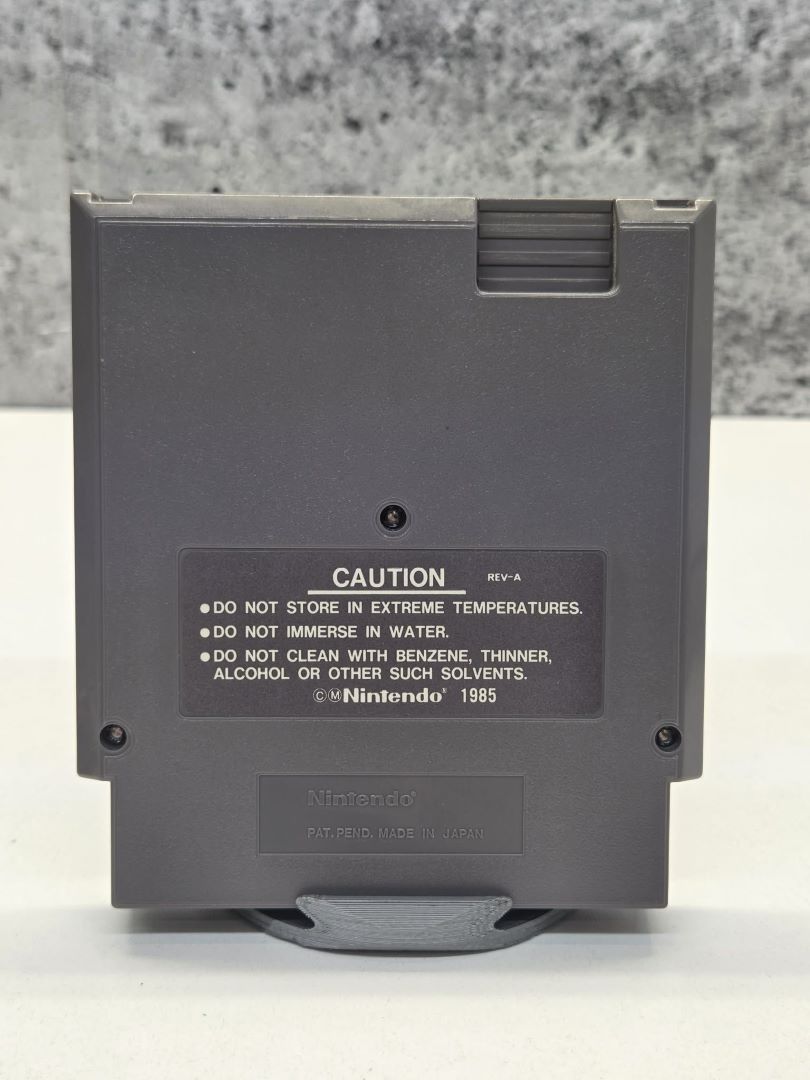 CAUTION REV-A
●DO NOT STORE IN EXTREME TEMPERATURES.
●DO NOT IMMERSE IN WATER.
●DO NOT CLEAN WITH BENZENE, THINNER,
ALCOHOL OR OTHER SUCH SOLVENTS.
©Ⓜ Nintendo® 1985
Nintendo®
PAT. PEND. MADE IN JAPAN